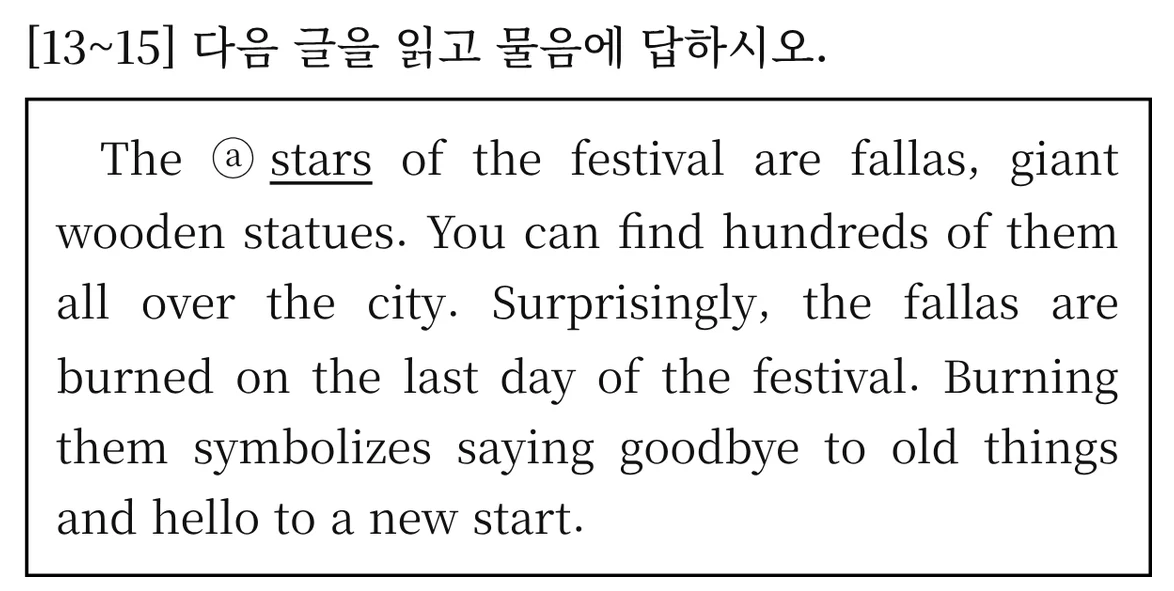 [13~15] 다음 글을 읽고 물음에 답하시오.
The ⓐ stars of the festival are fallas, giant
wooden statues. You can find hundreds of them
all over the city. Surprisingly, the fallas are
burned on the last day of the festival. Burning
them symbolizes saying goodbye to old things
and hello to a new start.